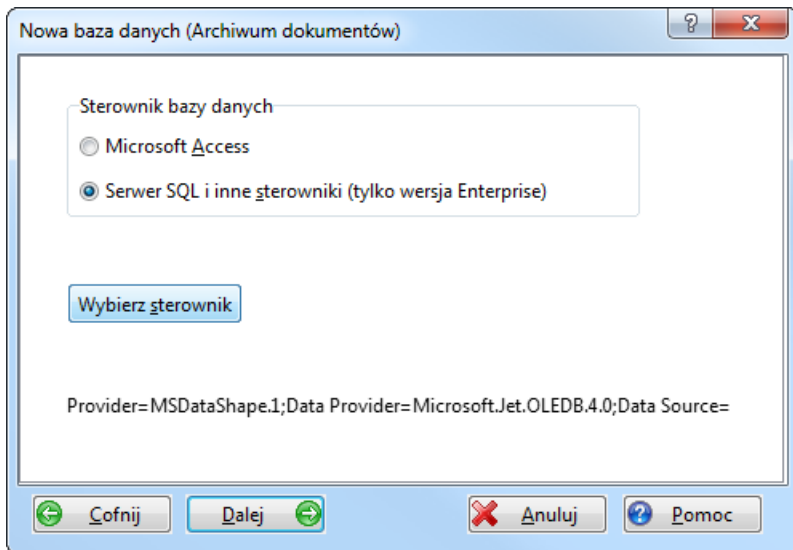 Nowa baza danych (Archiwum dokumentów)
Sterownik bazy danych
Microsoft Access
Serwer SQL i inne sterowniki (tylko wersja Enterprise)
Wybierz sterownik
Provider=MSDataShape.1;Data Provider=Microsoft.Jet.OLEDB.4.0;Data Source=
Cofnij Dalej Anuluj Pomoc